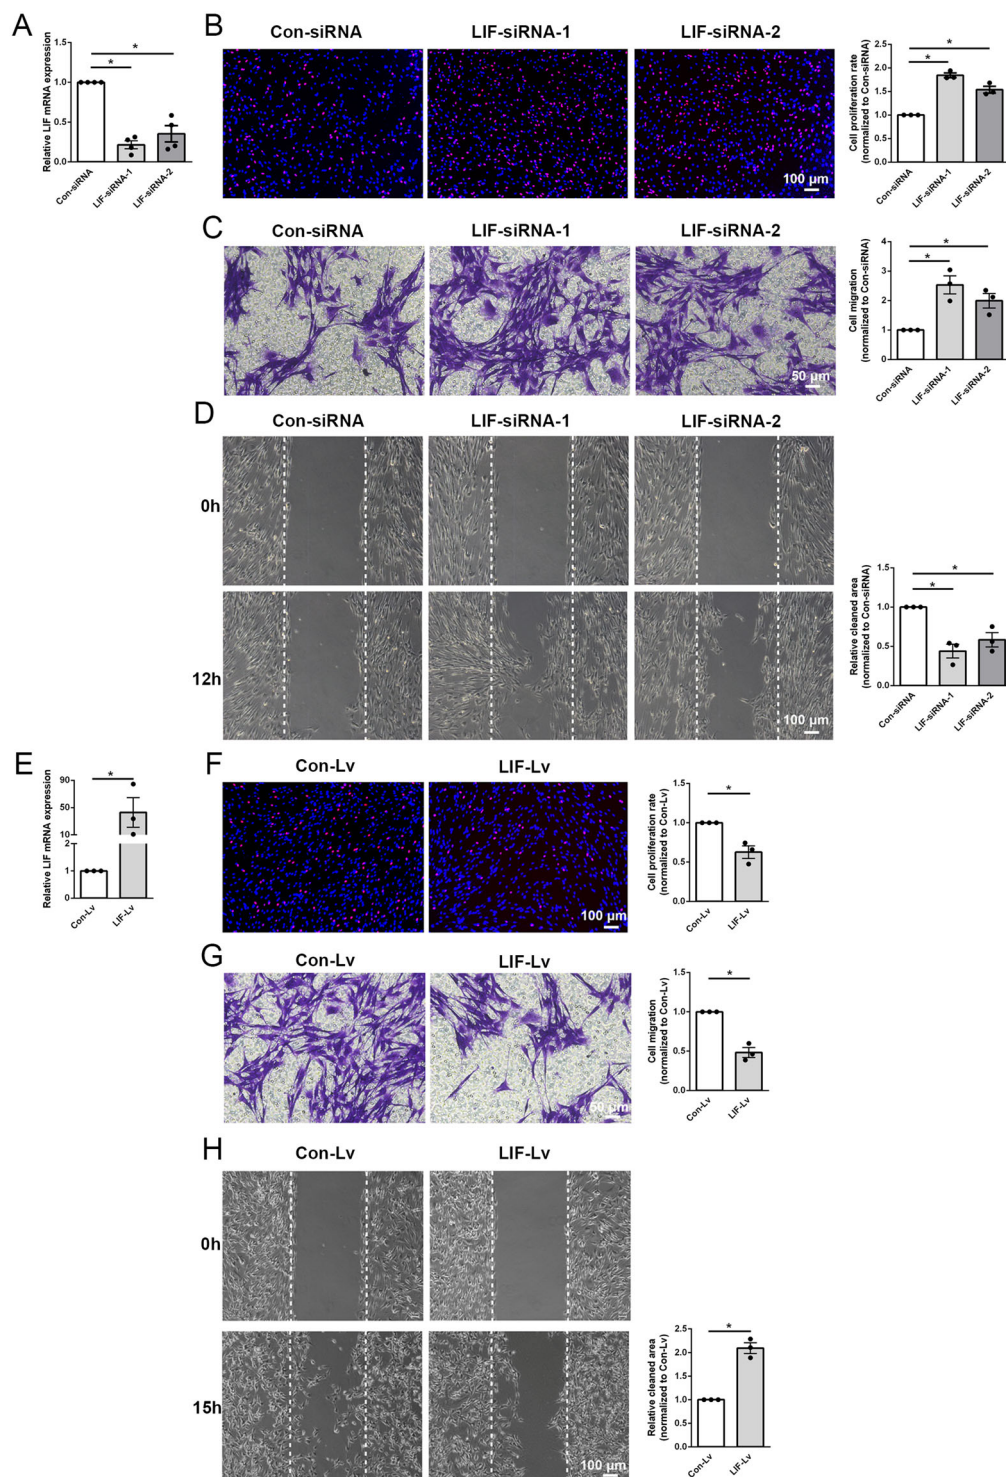 A
Relative LIF mRNA expression
1.5
1.0
0.5
0.0
*
*
Con-siRNA
LIF-siRNA-1
LIF-siRNA-2
B
Con-siRNA
LIF-siRNA-1
LIF-siRNA-2
100 µm
Cell proliferation rate
(normalized to Con-siRNA)
2.5
2.0
1.5
1.0
0.5
0.0
*
*
Con-siRNA
LIF-siRNA-1
LIF-siRNA-2
C
Con-siRNA
LIF-siRNA-1
LIF-siRNA-2
50 µm
Cell migration
(normalized to Con-siRNA)
4
3
2
1
0
*
*
Con-siRNA
LIF-siRNA-1
LIF-siRNA-2
D
Con-siRNA
LIF-siRNA-1
LIF-siRNA-2
0h
12h
100 µm
Relative cleaned area
(normalized to Con-siRNA)
1.5
1.0
0.5
0.0
*
*
Con-siRNA
LIF-siRNA-1
LIF-siRNA-2
E
Relative LIF mRNA expression
90
50
10
2
1
0
*
Con-Lv
LIF-Lv
F
Con-Lv
LIF-Lv
100 µm
Cell proliferation rate
(normalized to Con-Lv)
1.5
1.0
0.5
0.0
*
Con-Lv
LIF-Lv
G
Con-Lv
LIF-Lv
50 µm
Cell migration
(normalized to Con-Lv)
1.5
1.0
0.5
0.0
*
Con-Lv
LIF-Lv
H
Con-Lv
LIF-Lv
0h
15h
100 µm
Relative cleaned area
(normalized to Con-Lv)
2.5
2.0
1.5
1.0
0.5
0.0
*
Con-Lv
LIF-Lv